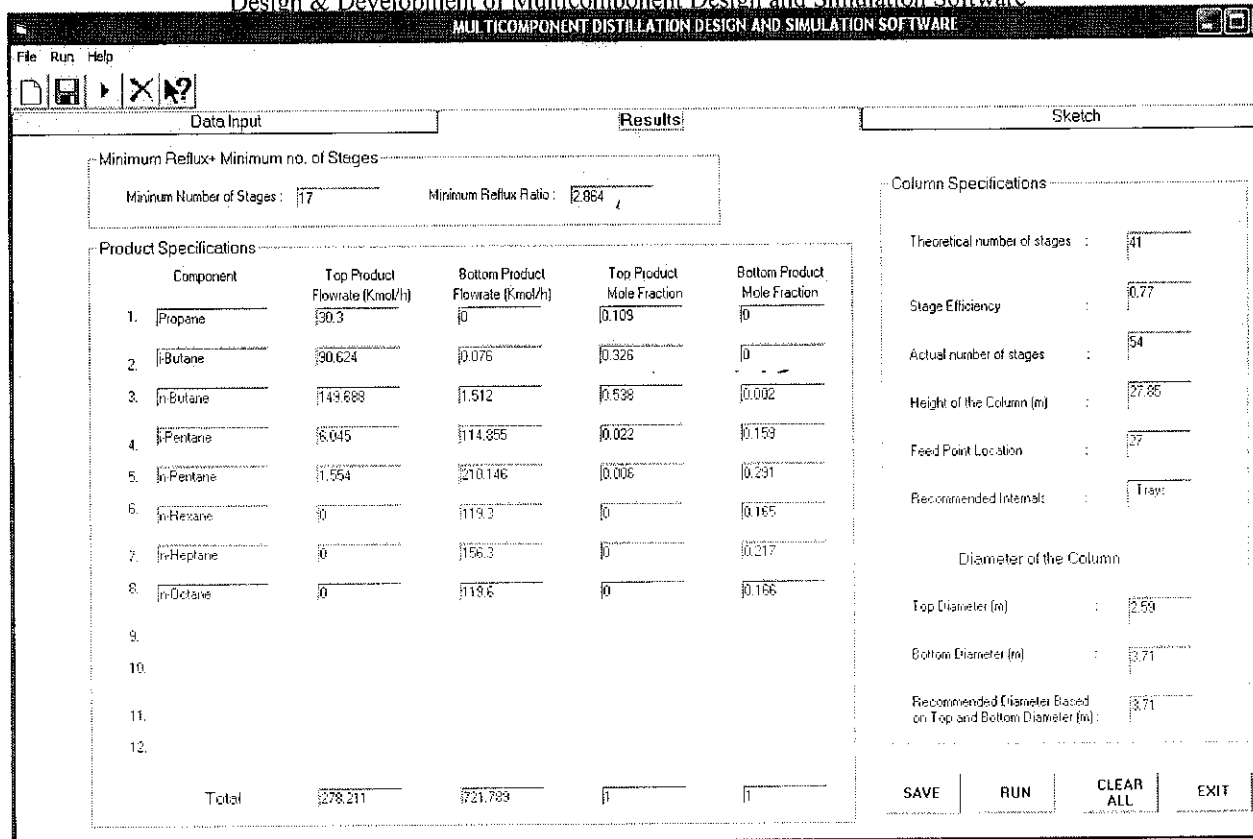 Design & Development of Multicomponent Design and Simulation Software
MULTICOMPONENT DISTILLATION DESIGN AND SIMULATION SOFTWARE
File Run Help
Data Input Results Sketch
Minimum Reflux+ Minimum no. of Stages
Mininum Number of Stages : 17 Minimum Reflux Ratio : 2.864
Product Specifications
Component Top Product Flowrate (Kmol/h) Bottom Product Flowrate (Kmol/h) Top Product Mole Fraction Bottom Product Mole Fraction
1. Propane 30.3 0 0.109 0
2. i-Butane 90.624 0.076 0.326 0
3. n-Butane 149.688 1.512 0.538 0.002
4. i-Pentane 6.045 114.355 0.022 0.159
5. n-Pentane 1.554 210.146 0.006 0.291
6. n-Hexane 0 119.3 0 0.165
7. n-Heptane 0 156.3 0 0.217
8. n-Octane 0 119.6 0 0.166
9.
10.
11.
12.
Total 278.211 721.789 1 1
Column Specifications
Theoretical number of stages : 41
Stage Efficiency : 0.77
Actual number of stages : 54
Height of the Column (m) : 27.85
Feed Point Location : 27
Recommended Internals : Trays
Diameter of the Column
Top Diameter (m) : 2.59
Bottom Diameter (m) : 3.71
Recommended Diameter Based
on Top and Bottom Diameter (m) : 3.71
SAVE RUN CLEAR ALL EXIT